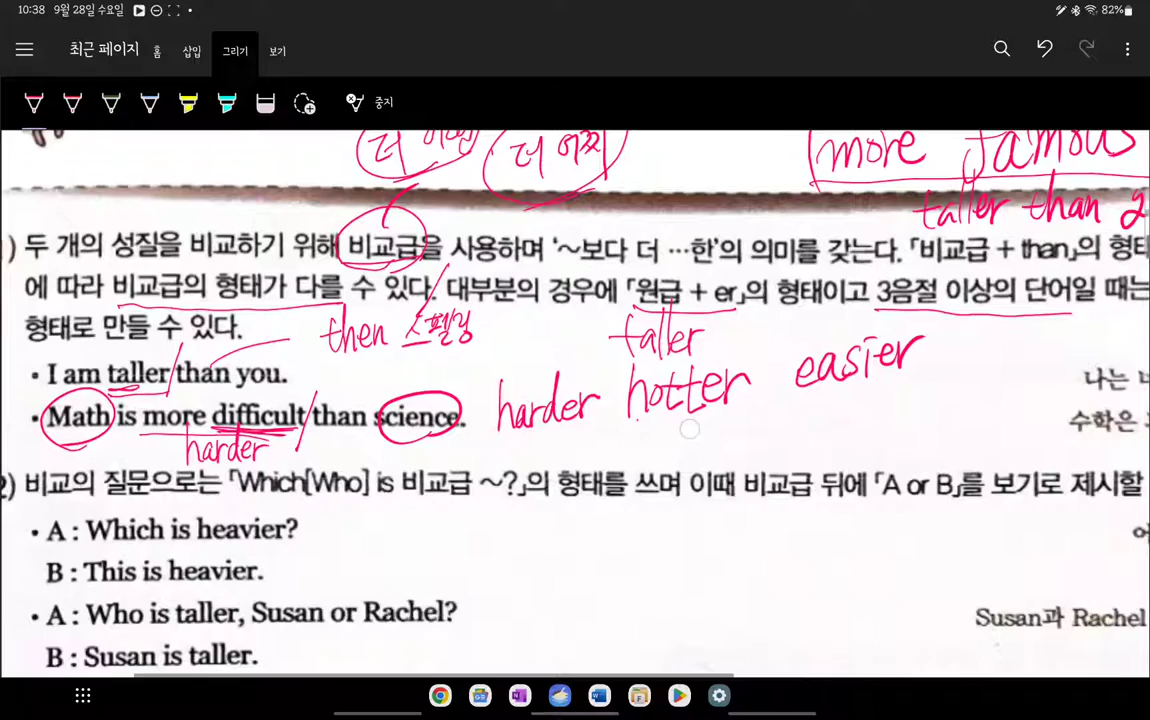 10:38 9월 28일 수요일
82%
최근 페이지 홈 삽입 그리기 보기
중지
더 어찌
more famous
taller than
1) 두 개의 성질을 비교하기 위해 비교급을 사용하며 '~보다 더 …한'의 의미를 갖는다. 「비교급 + than」의 형태
에 따라 비교급의 형태가 다를 수 있다. 대부분의 경우에 「원급 + er」의 형태이고 3음절 이상의 단어일 때는
형태로 만들 수 있다.
then 스펠링
taller
• I am taller/than you.
나는
• Math is more difficult/than science.
harder hotter easier
수학은
harder
2) 비교의 질문으로는 「Which[Who] is 비교급 ~?」의 형태를 쓰며 이때 비교급 뒤에 「A or B」를 보기로 제시할
• A : Which is heavier?
B : This is heavier.
• A : Who is taller, Susan or Rachel?
Susan과 Rachel
B : Susan is taller.